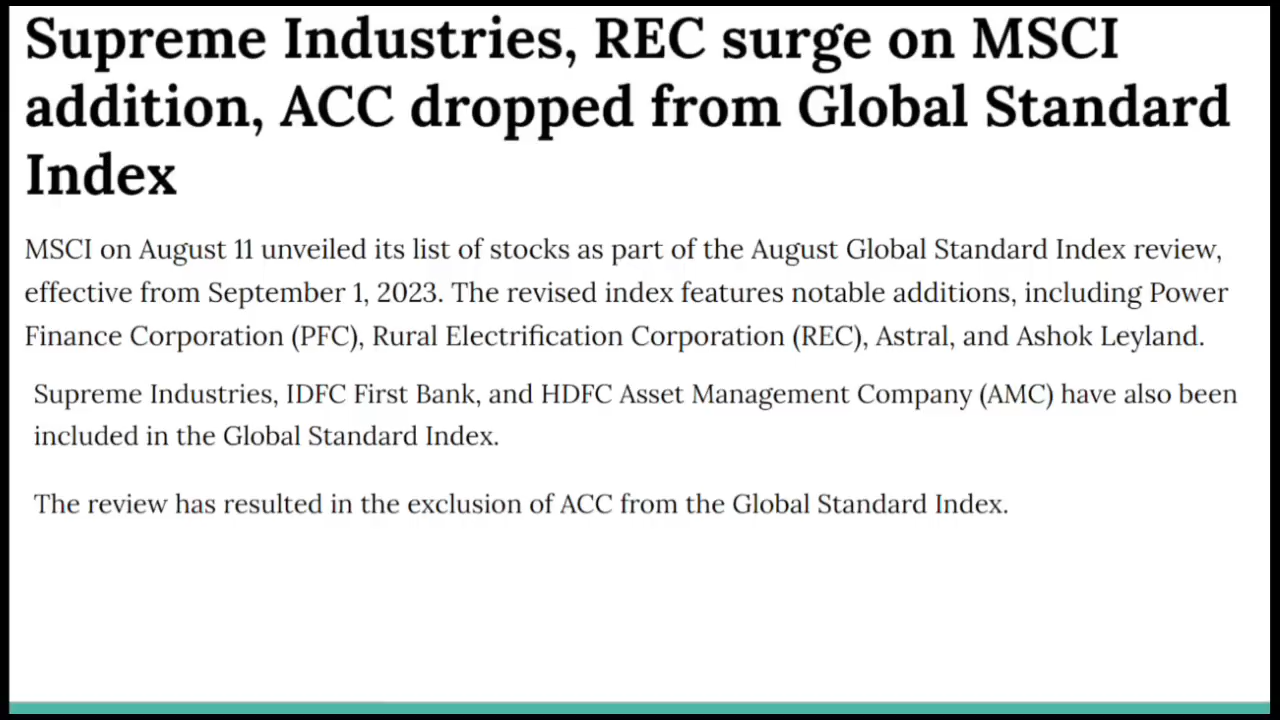 Supreme Industries, REC surge on MSCI
addition, ACC dropped from Global Standard
Index
MSCI on August 11 unveiled its list of stocks as part of the August Global Standard Index review,
effective from September 1, 2023. The revised index features notable additions, including Power
Finance Corporation (PFC), Rural Electrification Corporation (REC), Astral, and Ashok Leyland.
Supreme Industries, IDFC First Bank, and HDFC Asset Management Company (AMC) have also been
included in the Global Standard Index.
The review has resulted in the exclusion of ACC from the Global Standard Index.